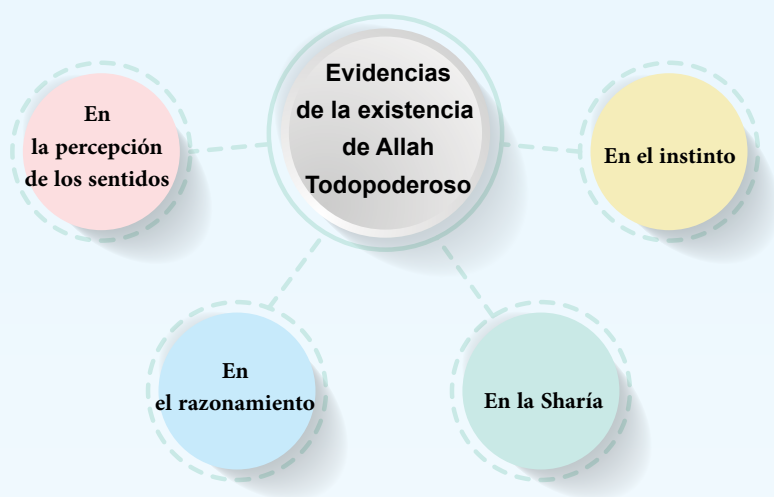 Evidencias
de la existencia
de Allah
Todopoderoso
En
la percepción
de los sentidos
En el instinto
En
el razonamiento
En la Sharía